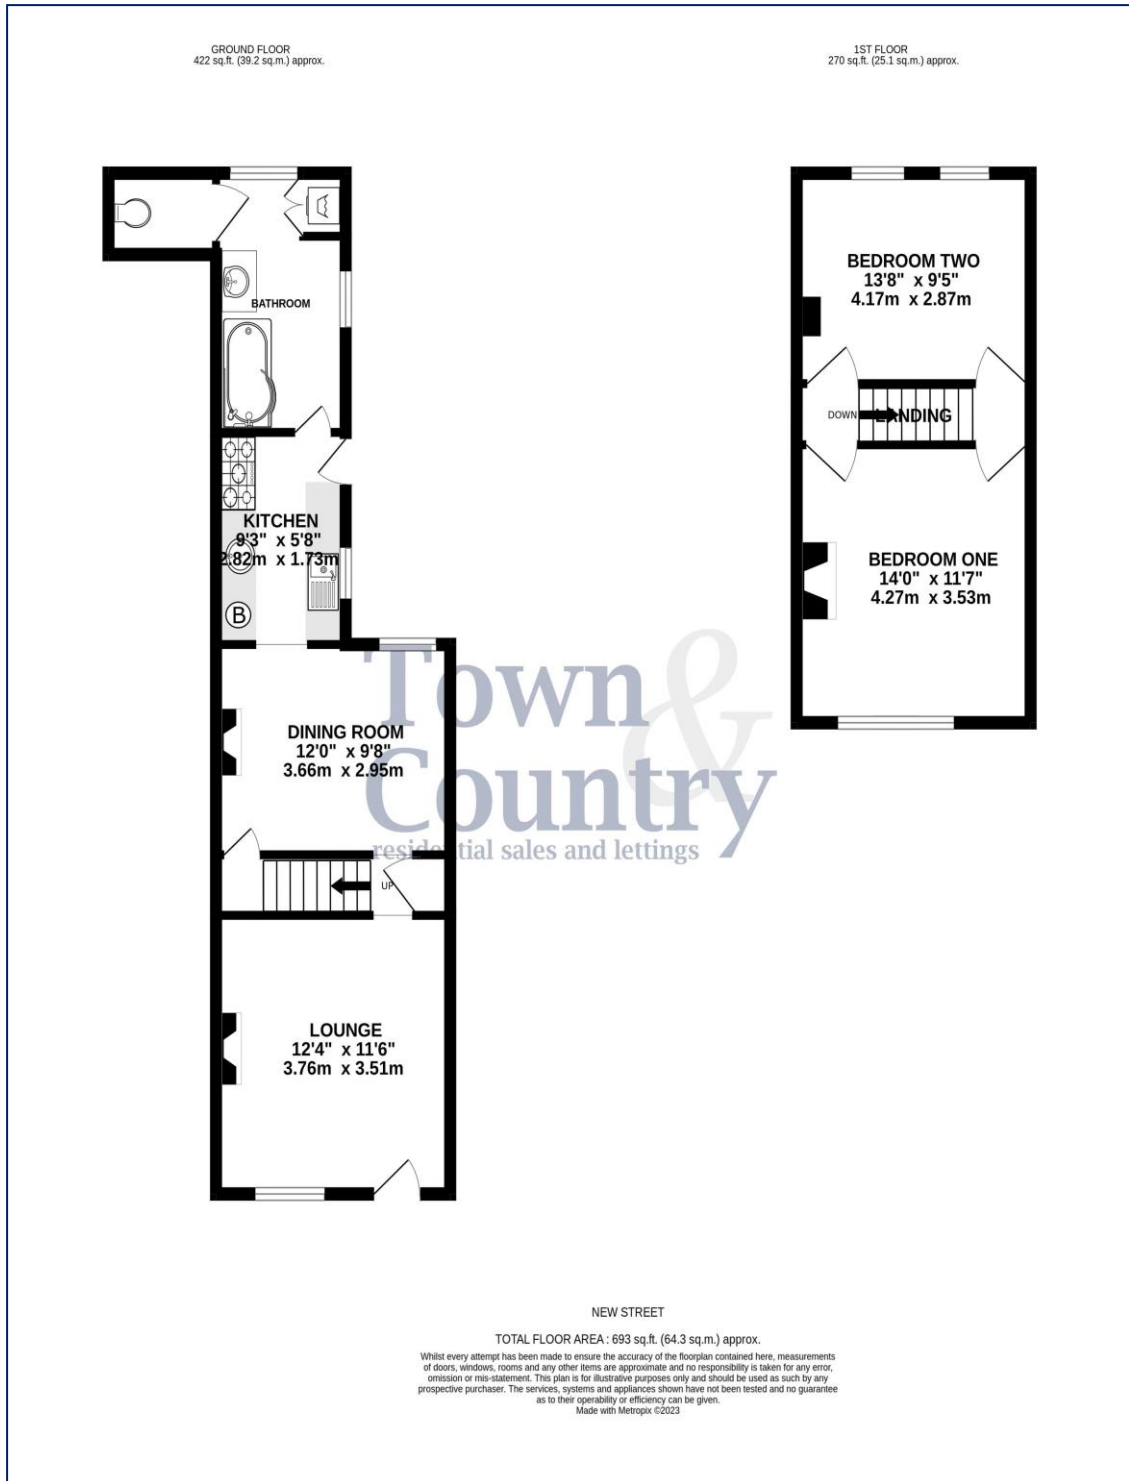 GROUND FLOOR
422 sq.ft. (39.2 sq.m.) approx.
1ST FLOOR
270 sq.ft. (25.1 sq.m.) approx.
BATHROOM
KITCHEN
9'3" x 5'8"
2.82m x 1.73m
B
DINING ROOM
12'0" x 9'8"
3.66m x 2.95m
UP
LOUNGE
12'4" x 11'6"
3.76m x 3.51m
BEDROOM TWO
13'8" x 9'5"
4.17m x 2.87m
DOWN
LANDING
BEDROOM ONE
14'0" x 11'7"
4.27m x 3.53m
Town &
Country
residential sales and lettings
NEW STREET
TOTAL FLOOR AREA : 693 sq.ft. (64.3 sq.m.) approx.
Whilst every attempt has been made to ensure the accuracy of the floorplan contained here, measurements
of doors, windows, rooms and any other items are approximate and no responsibility is taken for any error,
omission or mis-statement. This plan is for illustrative purposes only and should be used as such by any
prospective purchaser. The services, systems and appliances shown have not been tested and no guarantee
as to their operability or efficiency can be given.
Made with Metropix ©2023